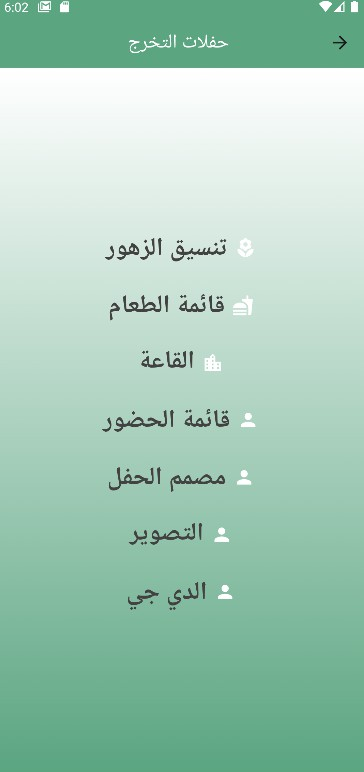 6:02
حفلات التخرج
تنسيق الزهور
قائمة الطعام
القاعة
قائمة الحضور
مصمم الحفل
التصوير
الدي جي